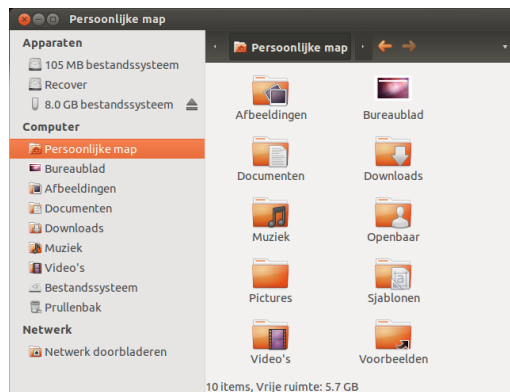 Persoonlijke map
Apparaten
105 MB bestandssysteem
Recover
8.0 GB bestandssysteem
Computer
Persoonlijke map
Bureaublad
Afbeeldingen
Documenten
Downloads
Muziek
Video's
Bestandssysteem
Prullenbak
Netwerk
Netwerk doorbladeren
Persoonlijke map
Afbeeldingen
Bureaublad
Documenten
Downloads
Muziek
Openbaar
Pictures
Sjablonen
Video's
Voorbeelden
10 items, Vrije ruimte: 5.7 GB